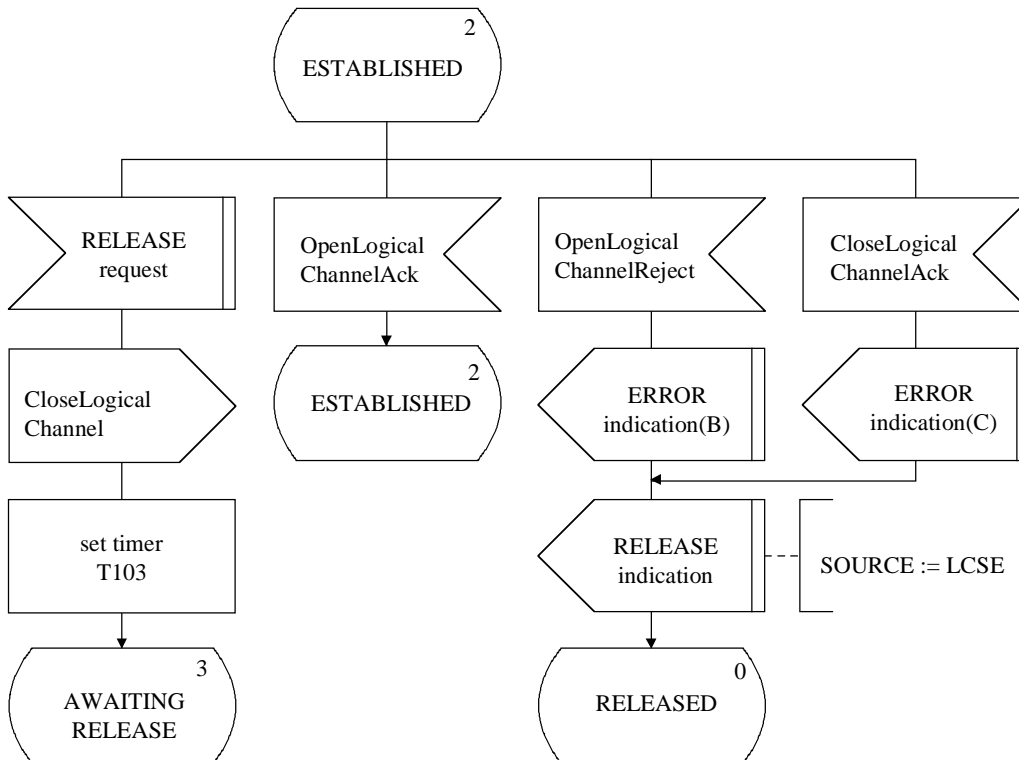 2
ESTABLISHED
RELEASE
request
OpenLogical
ChannelAck
OpenLogical
ChannelReject
CloseLogical
ChannelAck
CloseLogical
Channel
2
ESTABLISHED
ERROR
indication(B)
ERROR
indication(C)
set timer
T103
RELEASE
indication
SOURCE := LCSE
3
AWAITING
RELEASE
0
RELEASED